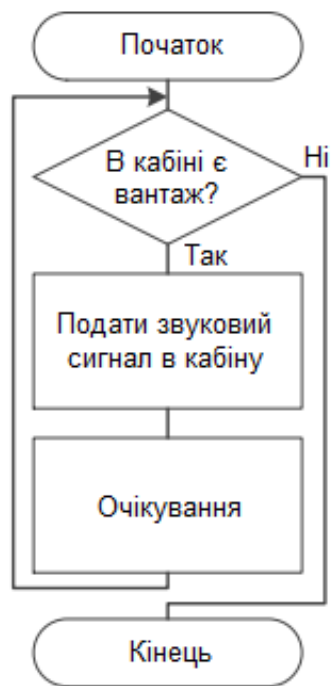 Початок
В кабіні є
вантаж?
Ні
Так
Подати звуковий
сигнал в кабіну
Очікування
Кінець